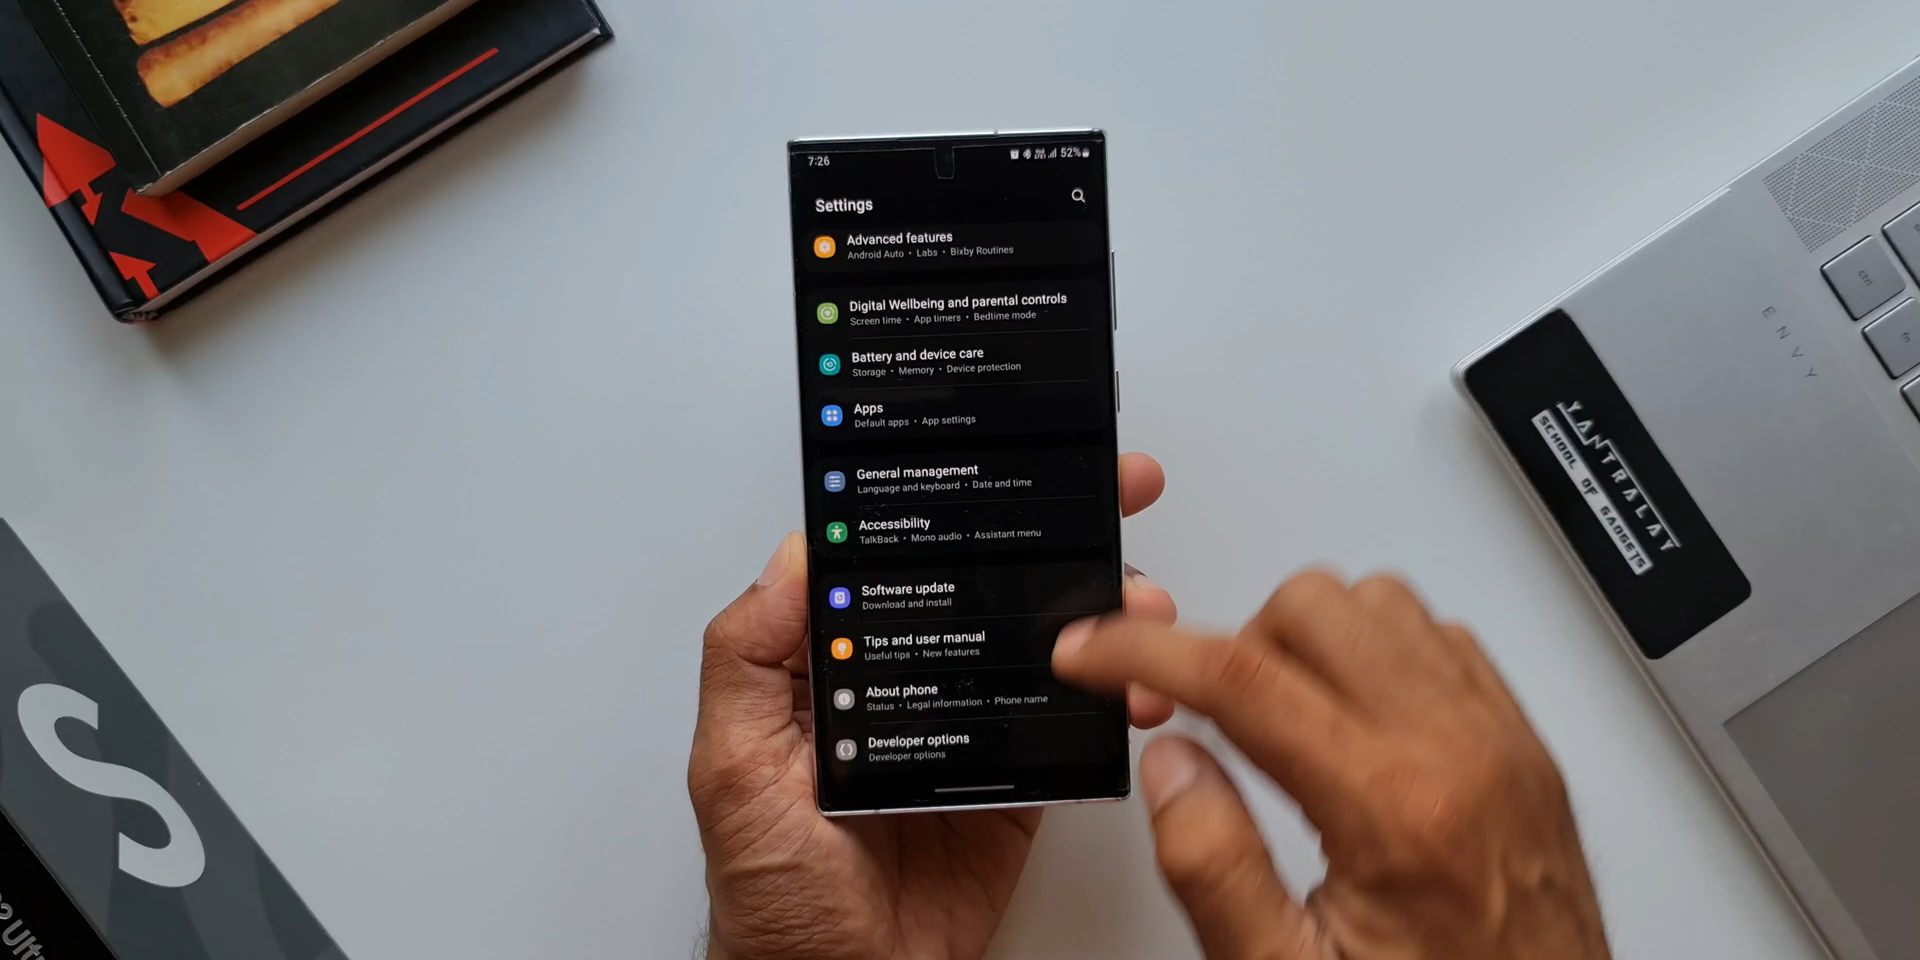 7:26
52%
Settings
Advanced features
Android Auto • Labs • Bixby Routines
Digital Wellbeing and parental controls
Screen time • App timers • Bedtime mode
Battery and device care
Storage • Memory • Device protection
Apps
Default apps • App settings
General management
Language and keyboard • Date and time
Accessibility
TalkBack • Mono audio • Assistant menu
Software update
Download and install
Tips and user manual
Useful tips • New features
About phone
Status • Legal information • Phone name
Developer options
Developer options
ENVY
ctrl
fn
YANTRALAY
SCHOOL OF GADGETS
S